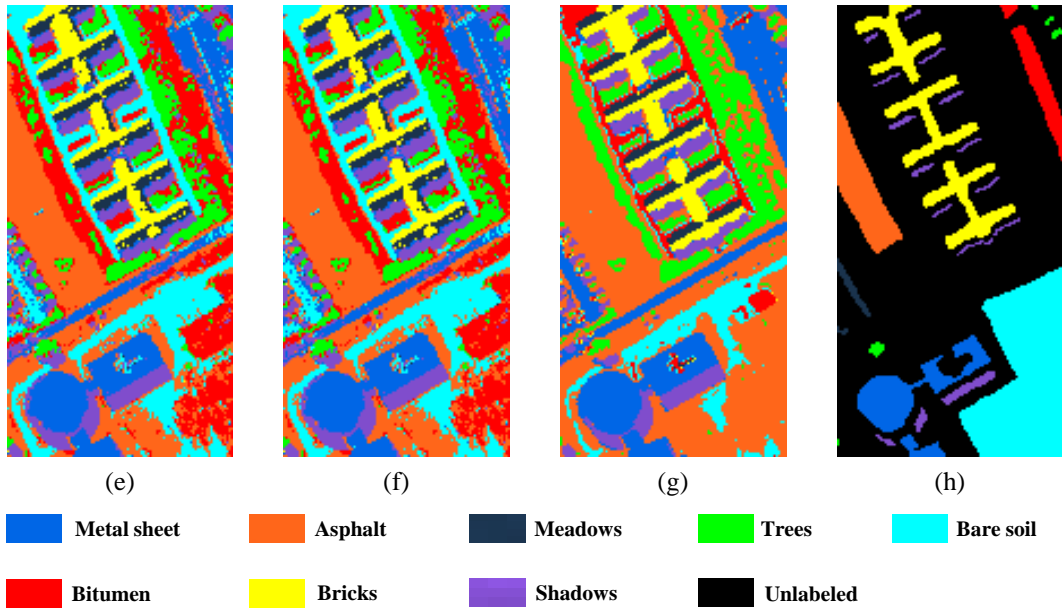 (e) (f) (g) (h)
Metal sheet Asphalt Meadows Trees Bare soil
Bitumen Bricks Shadows Unlabeled